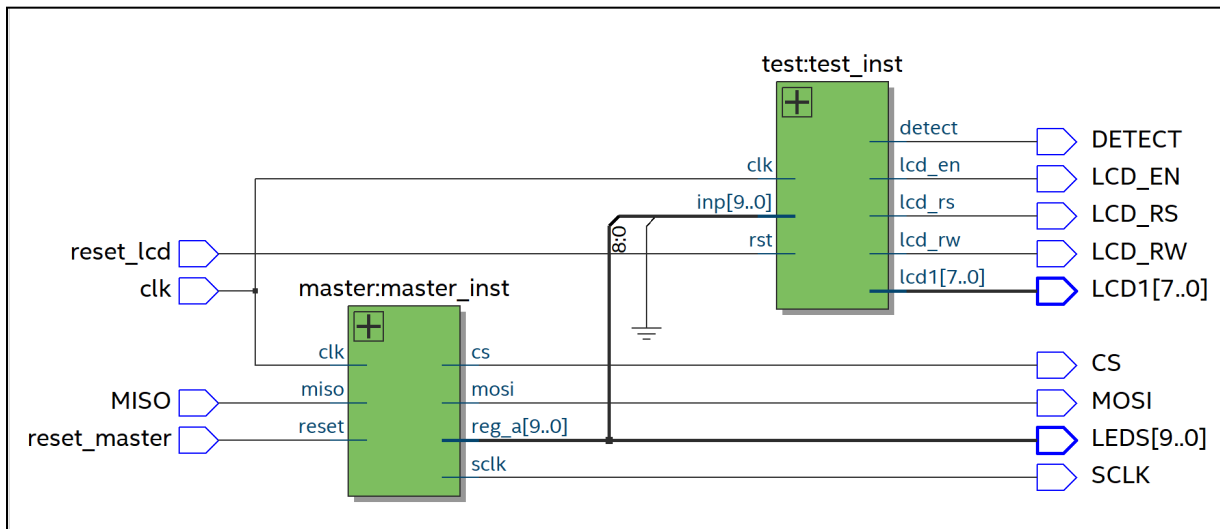 test:test_inst
detect
DETECT
clk
lcd_en
LCD_EN
inp[9..0]
8:0
lcd_rs
LCD_RS
reset_lcd
rst
lcd_rw
LCD_RW
clk
master:master_inst
lcd1[7..0]
LCD1[7..0]
clk
cs
CS
MISO
miso
mosi
MOSI
reset_master
reset
reg_a[9..0]
LEDS[9..0]
sclk
SCLK